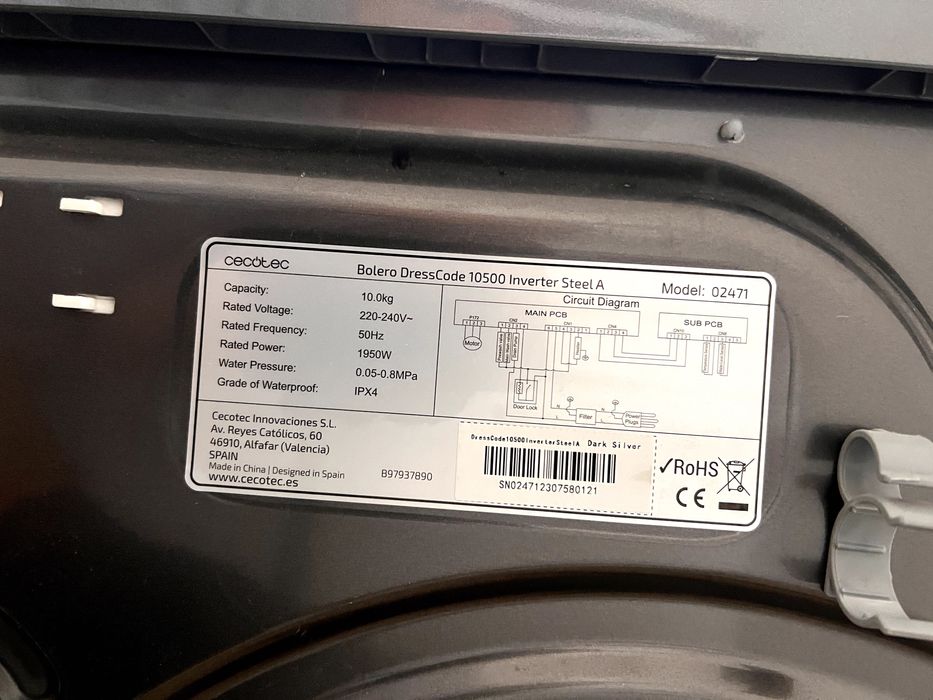 cecotec
Bolero DressCode 10500 Inverter Steel A
Model: 02471
Capacity: 10.0kg
Rated Voltage: 220-240V~
Rated Frequency: 50Hz
Rated Power: 1950W
Water Pressure: 0.05-0.8MPa
Grade of Waterproof: IPX4
Circuit Diagram
MAIN PCB
SUB PCB
Motor
Door Lock
Filter
Power Plugs
Cecotec Innovaciones S.L.
Av. Reyes Católicos, 60
46910, Alfafar (Valencia)
SPAIN
Made in China | Designed in Spain
B97937890
www.cecotec.es
DressCode10500InverterSteelA Dark Silver
SN024712307580121
✓RoHS
CE